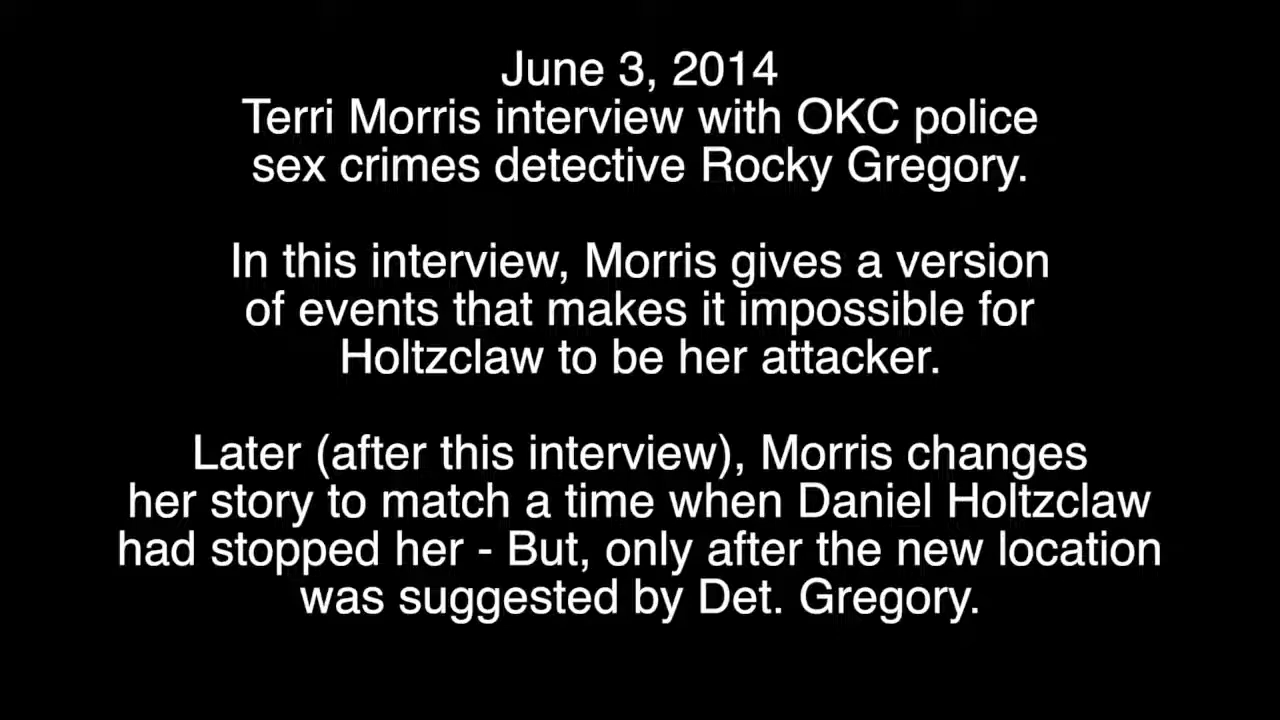 June 3, 2014
Terri Morris interview with OKC police
sex crimes detective Rocky Gregory.
In this interview, Morris gives a version
of events that makes it impossible for
Holtzclaw to be her attacker.
Later (after this interview), Morris changes
her story to match a time when Daniel Holtzclaw
had stopped her - But, only after the new location
was suggested by Det. Gregory.